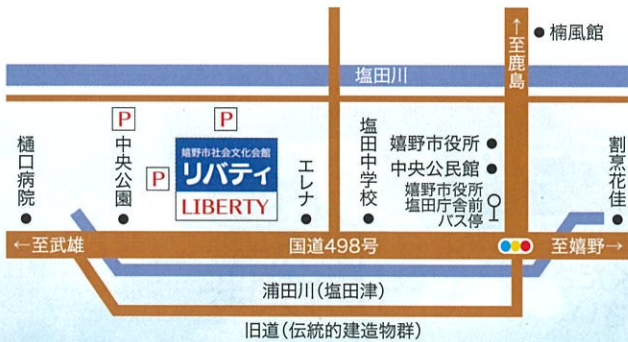 ←至鹿島
楠風館
塩田川
P
P
P
樋口病院
中央公園
嬉野市社会文化会館
リバティ
LIBERTY
エレナ
塩田中学校
嬉野市役所
中央公民館
嬉野市役所
塩田庁舎前
バス停
割烹花佳
←至武雄
国道498号
至嬉野→
浦田川(塩田津)
旧道(伝統的建造物群)